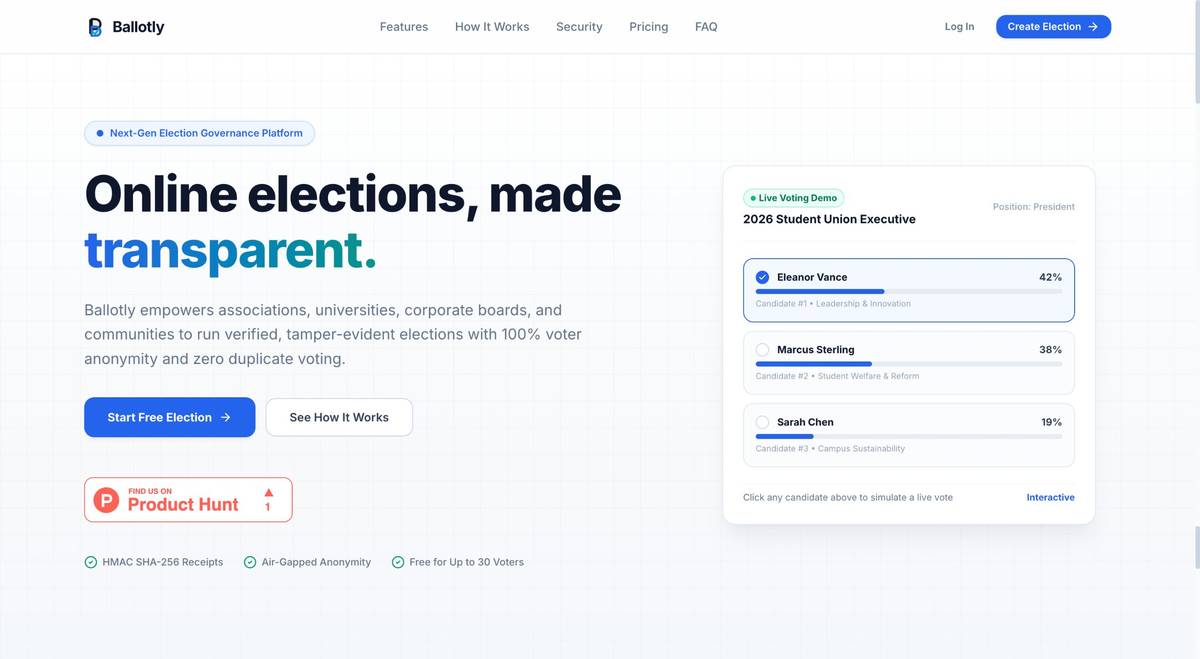 Ballotly
Features
How It Works
Security
Pricing
FAQ
Log In
Create Election →
Next-Gen Election Governance Platform
Online elections, made
transparent.
Ballotly empowers associations, universities, corporate boards, and
communities to run verified, tamper-evident elections with 100% voter
anonymity and zero duplicate voting.
Start Free Election →
See How It Works
P
FIND US ON
Product Hunt
▲
1
HMAC SHA-256 Receipts
Air-Gapped Anonymity
Free for Up to 30 Voters
Live Voting Demo
2026 Student Union Executive
Position: President
Eleanor Vance
42%
Candidate #1 • Leadership & Innovation
Marcus Sterling
38%
Candidate #2 • Student Welfare & Reform
Sarah Chen
19%
Candidate #3 • Campus Sustainability
Click any candidate above to simulate a live vote
Interactive